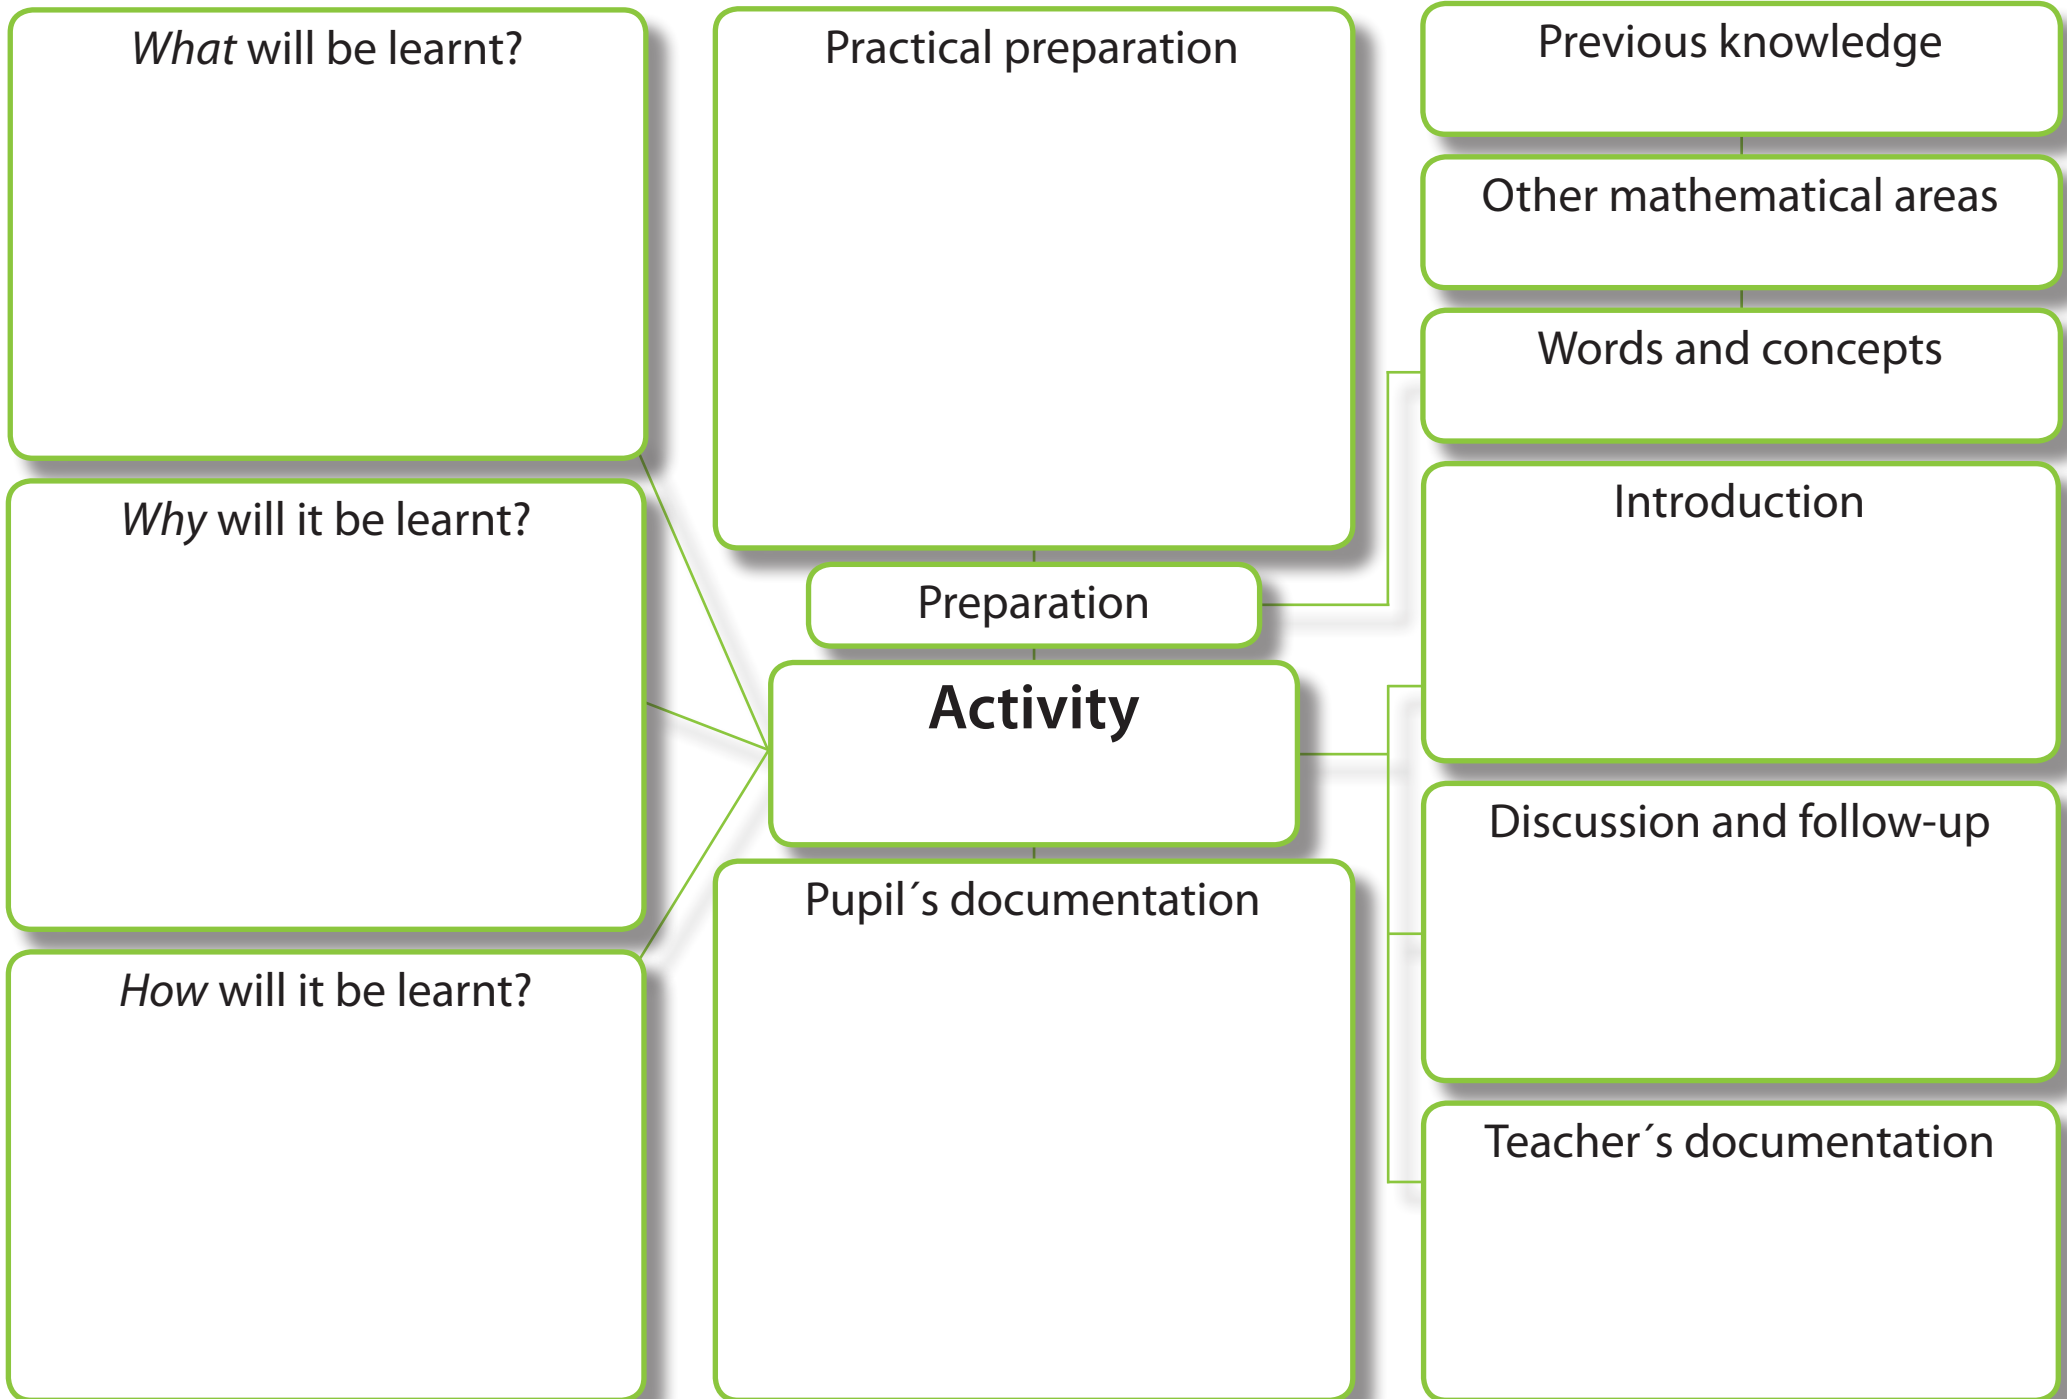 What will be learnt?
Why will it be learnt?
How will it be learnt?
Practical preparation
Preparation
Activity
Pupil´s documentation
Previous knowledge
Other mathematical areas
Words and concepts
Introduction
Discussion and follow-up
Teacher´s documentation